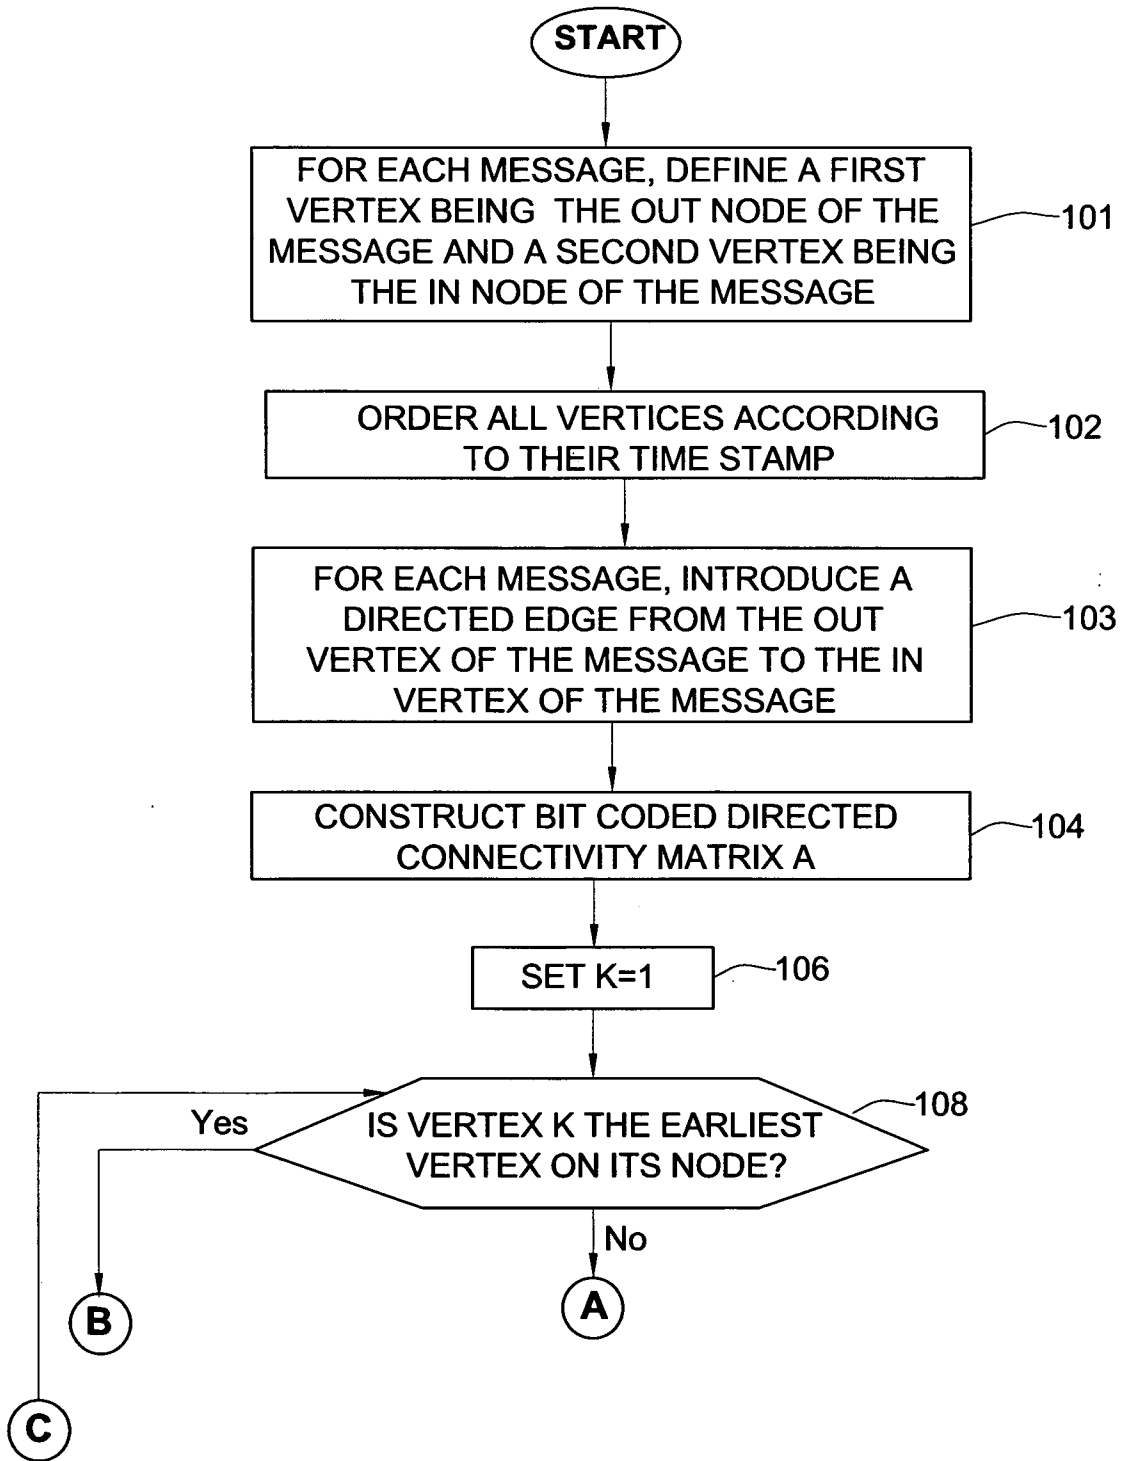 START
FOR EACH MESSAGE, DEFINE A FIRST
VERTEX BEING THE OUT NODE OF THE
MESSAGE AND A SECOND VERTEX BEING
THE IN NODE OF THE MESSAGE
101
ORDER ALL VERTICES ACCORDING
TO THEIR TIME STAMP
102
FOR EACH MESSAGE, INTRODUCE A
DIRECTED EDGE FROM THE OUT
VERTEX OF THE MESSAGE TO THE IN
VERTEX OF THE MESSAGE
103
CONSTRUCT BIT CODED DIRECTED
CONNECTIVITY MATRIX A
104
SET K=1
106
IS VERTEX K THE EARLIEST
VERTEX ON ITS NODE?
108
Yes
No
B
A
C